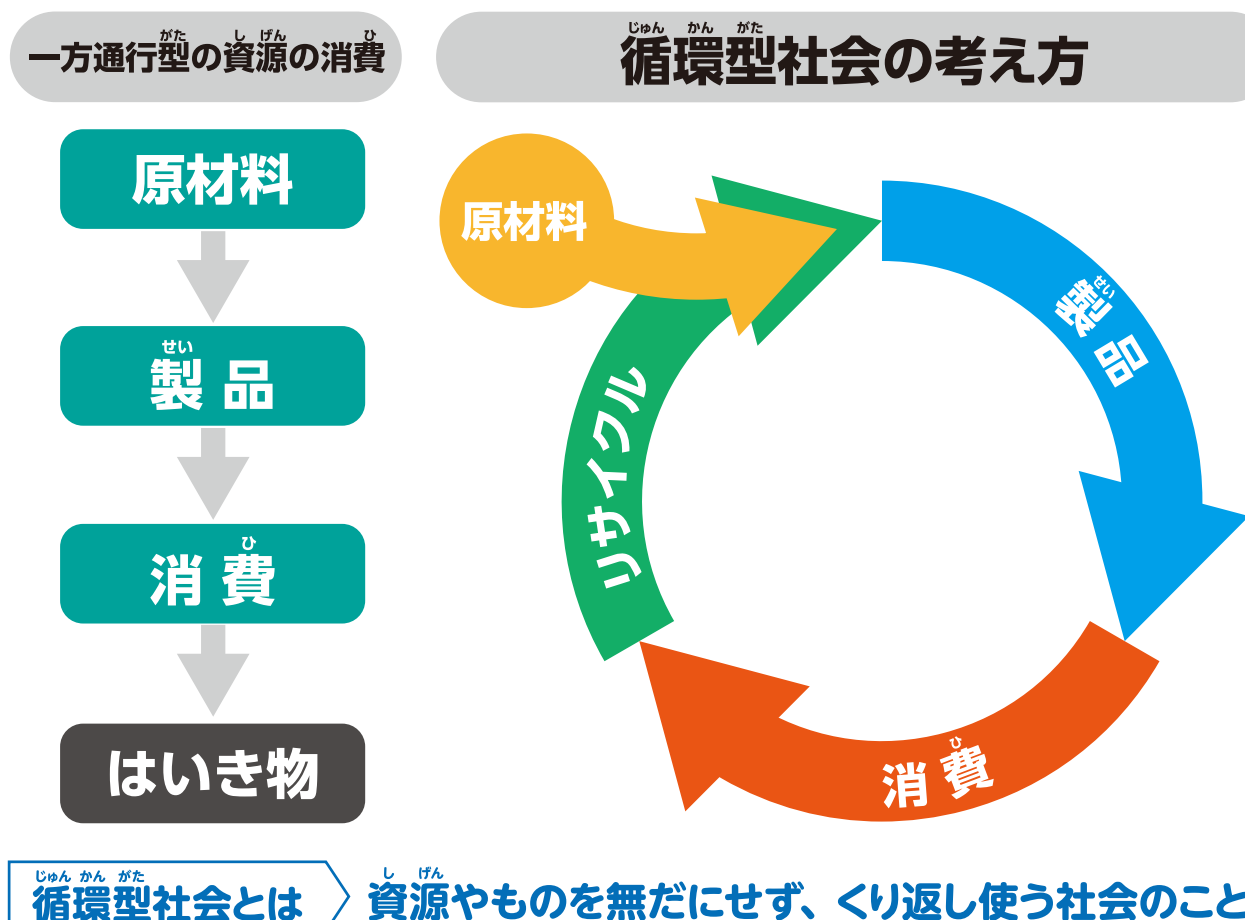 一方通行型の資源の消費
原材料
製品
消費
はいき物
循環型社会の考え方
原材料
製品
消費
リサイクル
循環型社会とは
資源やものを無だにせず、くり返し使う社会のこと